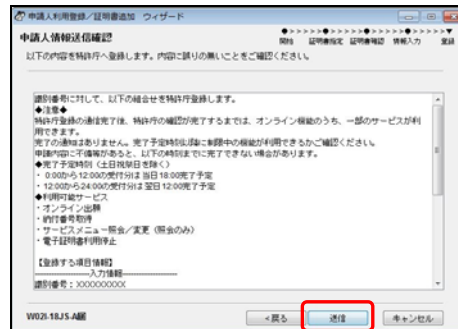 申請人利用登録／証明書追加 ウィザード
申請人情報送信確認
開始 証明書指定 証明書確認 情報入力 登録
以下の内容を特許庁へ登録します。内容に誤りの無いことをご確認ください。
識別番号に対して、以下の組合せを特許庁登録します。
◆注意◆
特許庁登録の通信完了後、特許庁の確認が完了するまでは、オンライン機能のうち、一部のサービスが利
用できます。
完了の通知はありません。完了予定時刻以降に制限中の機能が利用できるかご確認ください。
申請内容に不備等があると、以下の時刻までに完了できない場合があります。
◆完了予定時刻（土日祝祭日を除く）
・ 0:00から12:00の受付分は当日18:00完了予定
・ 12:00から24:00の受付分は翌日12:00完了予定
◆利用可能サービス
・オンライン出願
・納付番号取得
・サービスメニュー照会／変更（照会のみ）
・電子証明書利用停止
【登録する項目情報】
──────入力情報──────
識別番号：XXXXXXXXX
W02I-18JS-A
<戻る 送信 キャンセル